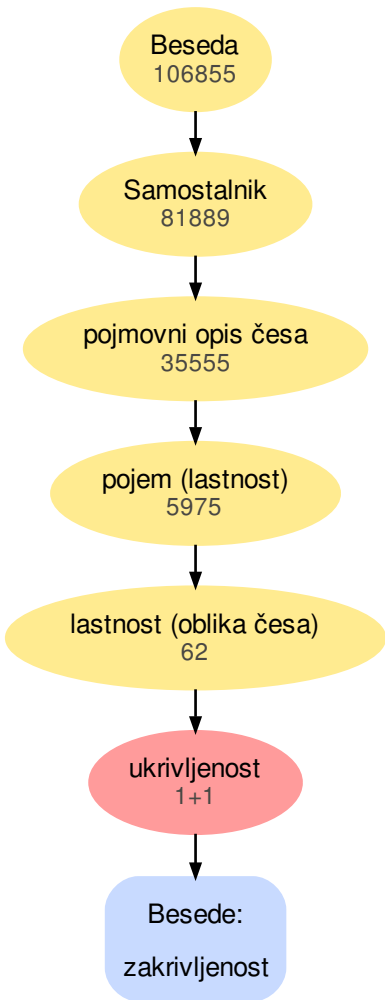 Beseda
106855
Samostalnik
81889
pojmovni opis česa
35555
pojem (lastnost)
5975
lastnost (oblika česa)
62
ukrivljenost
1+1
Besede:
zakrivljenost